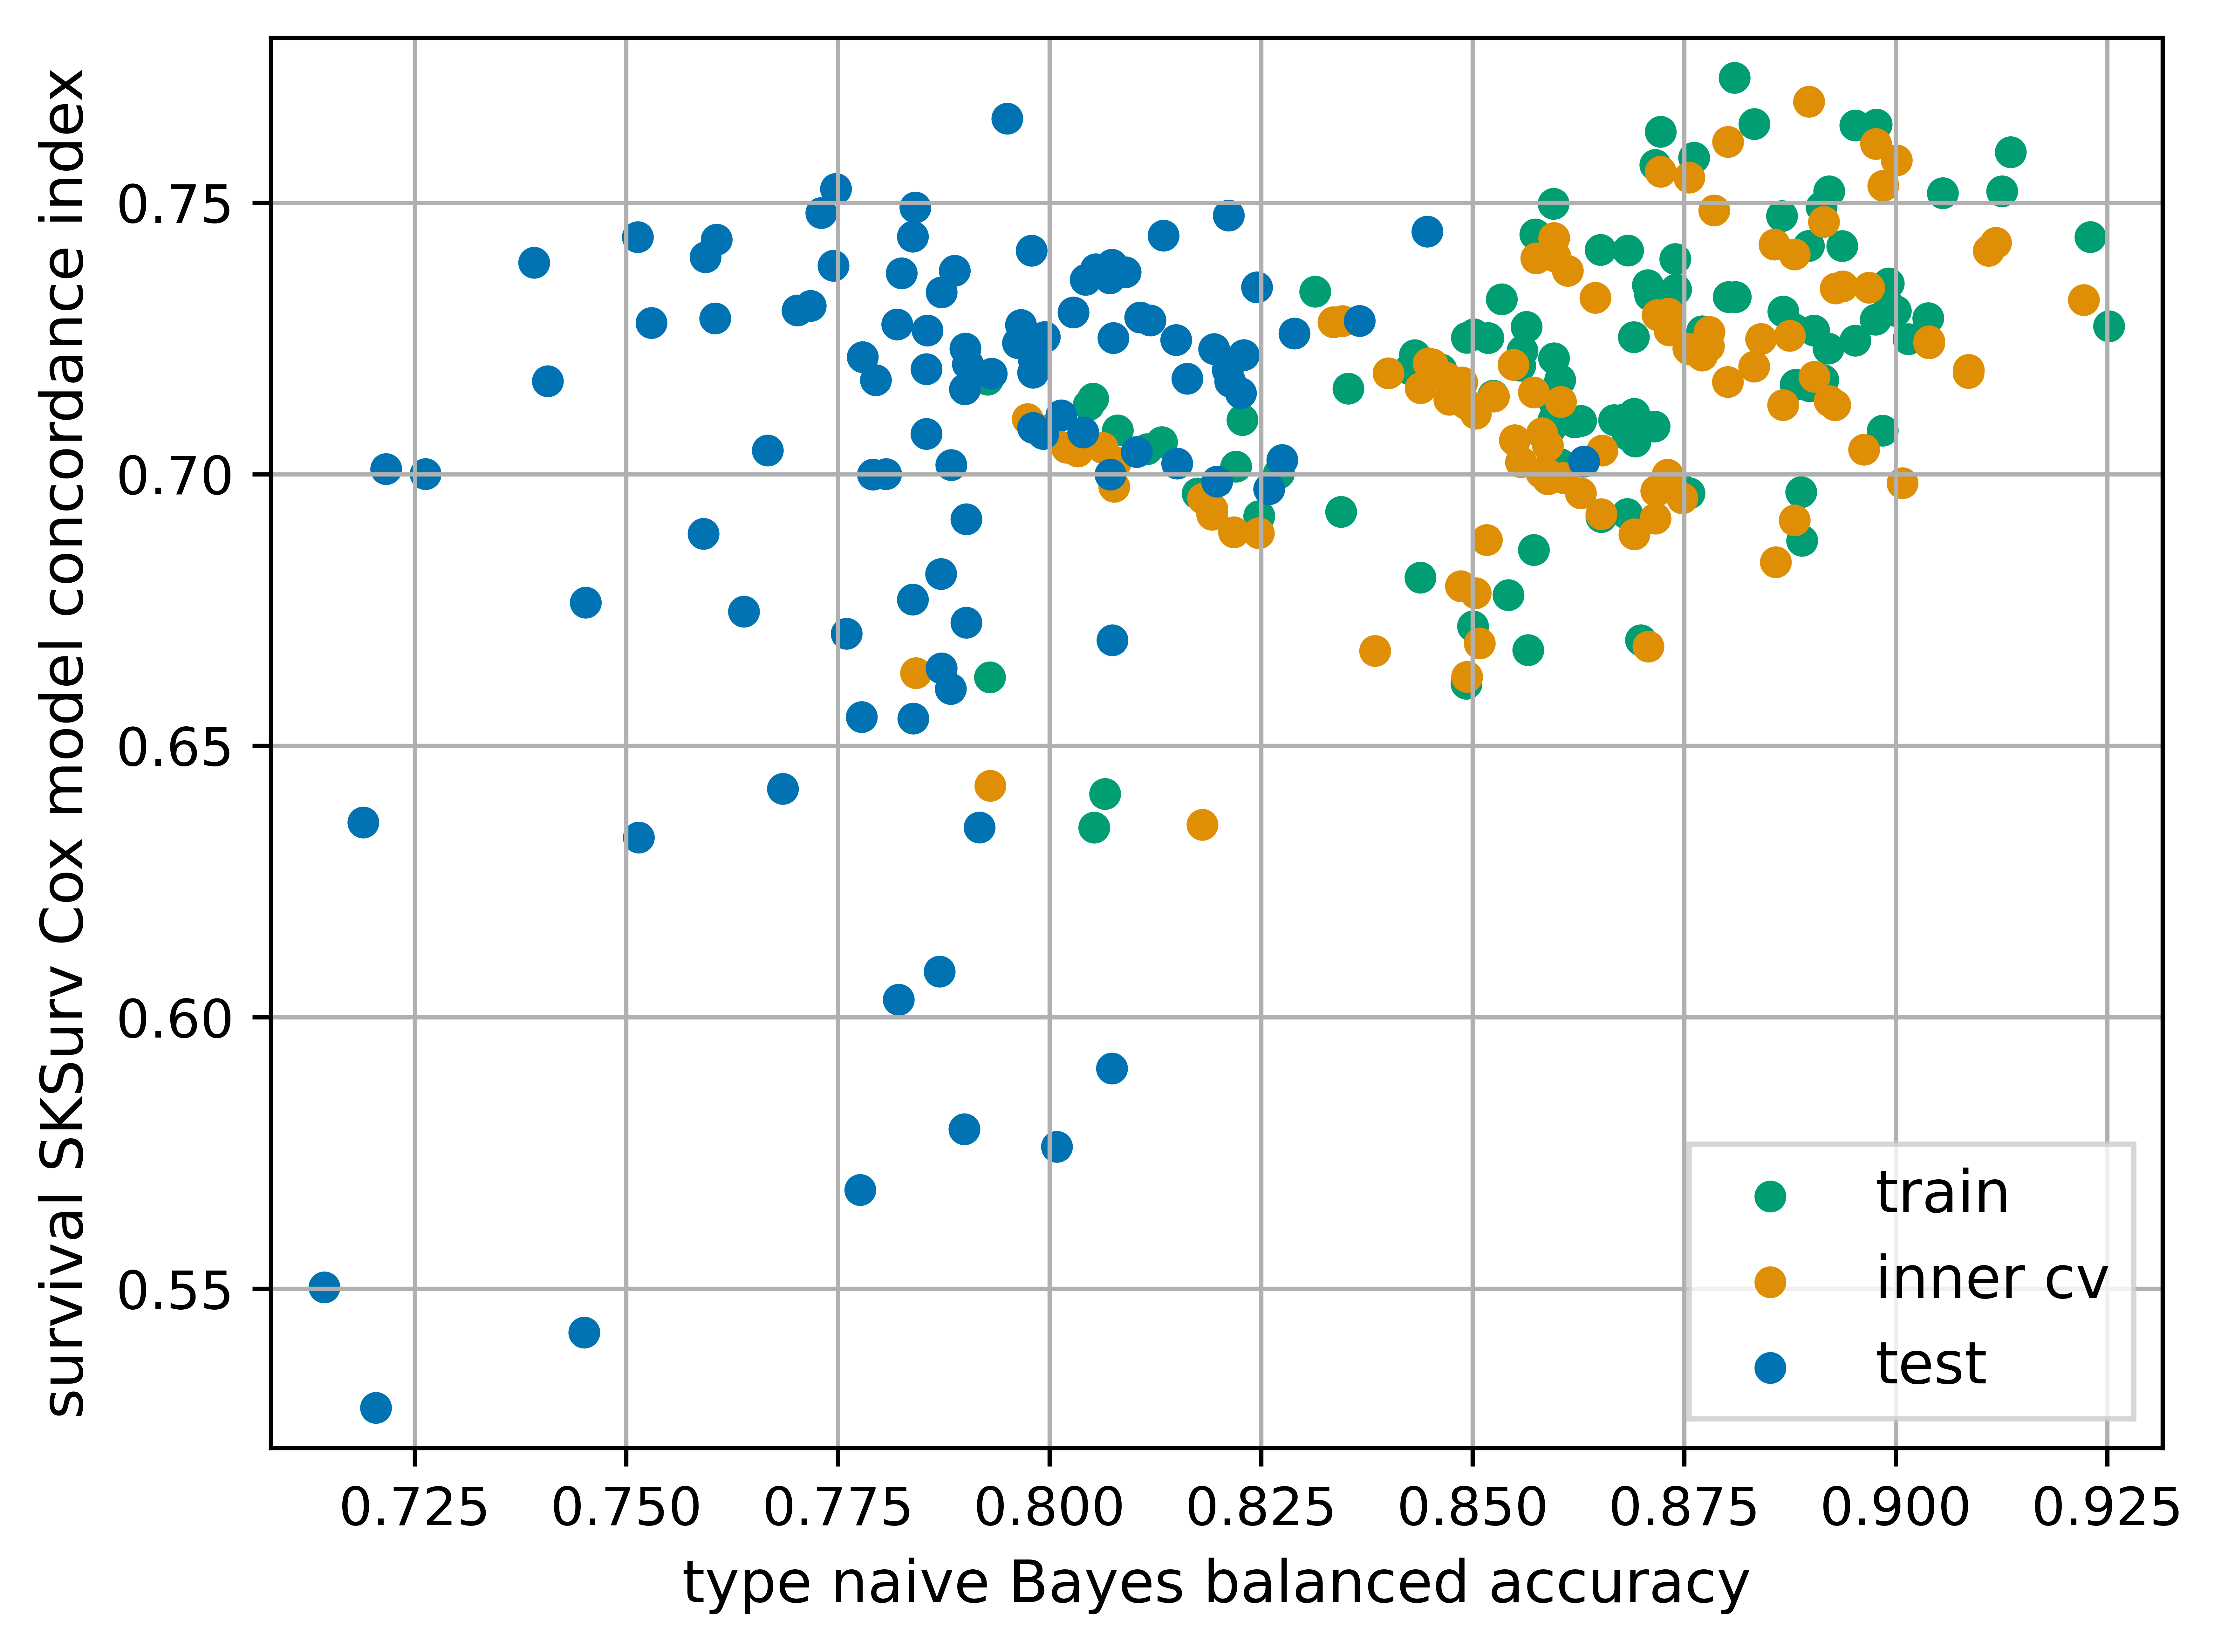 survival SKSurv Cox model concordance index
0.75
0.70
0.65
0.60
0.55
train
inner cv
test
0.725 0.750 0.775 0.800 0.825 0.850 0.875 0.900 0.925
type naive Bayes balanced accuracy